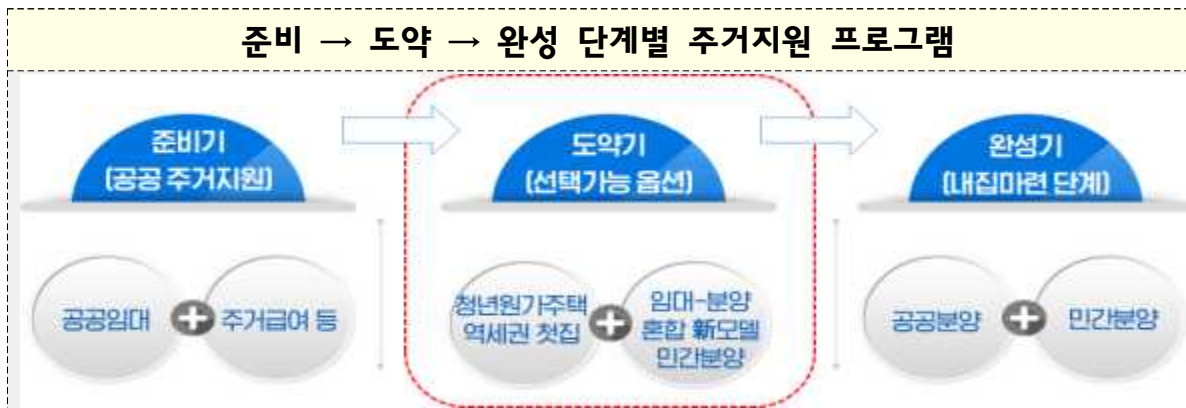 준비 → 도약 → 완성 단계별 주거지원 프로그램
준비기
(공공 주거지원)
공공임대
주거급여 등
도약기
(선택가능 옵션)
청년원가주택
역세권 첫집
임대-분양
혼합 新모델
민간분양
완성기
(내집마련 단계)
공공분양
민간분양